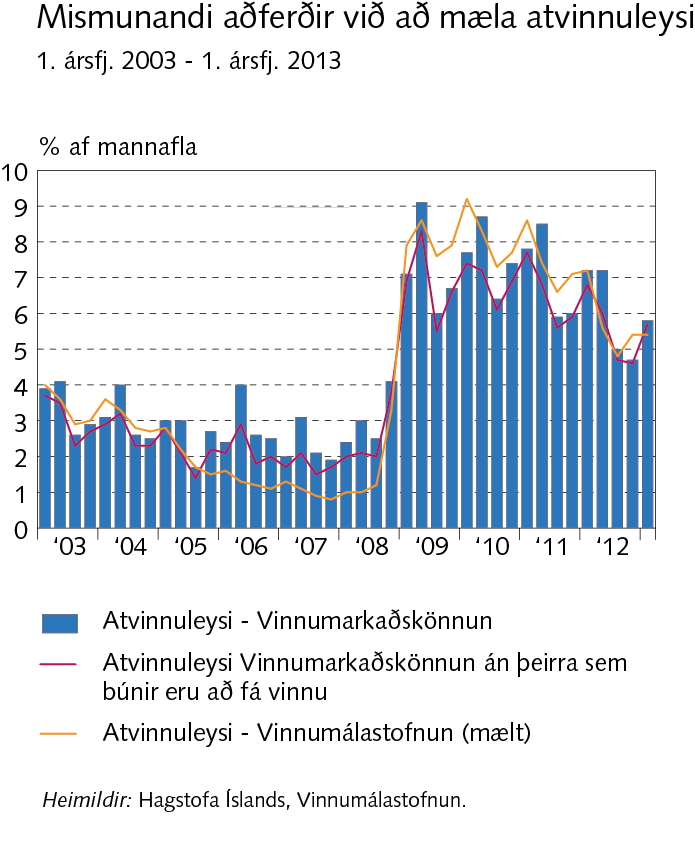 Mismunandi aðferðir við að mæla atvinnuleysi
1. ársfj. 2003 - 1. ársfj. 2013
% af mannafla
10
9
8
7
6
5
4
3
2
1
0
‘03 ‘04 ‘05 ‘06 ‘07 ‘08 ‘09 ‘10 ‘11 ‘12
Atvinnuleysi - Vinnumarkaðskönnun
Atvinnuleysi Vinnumarkaðskönnun án þeirra sem
búnir eru að fá vinnu
Atvinnuleysi - Vinnumálastofnun (mælt)
Heimildir: Hagstofa Íslands, Vinnumálastofnun.